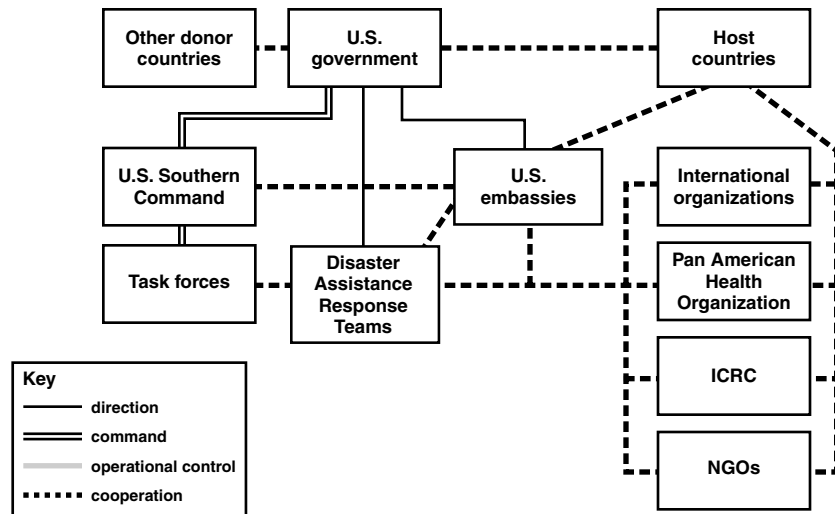 Other donor
countries
U.S.
government
Host
countries
U.S. Southern
Command
U.S.
embassies
International
organizations
Task forces
Disaster
Assistance
Response
Teams
Pan American
Health
Organization
ICRC
NGOs
Key
direction
command
operational control
cooperation